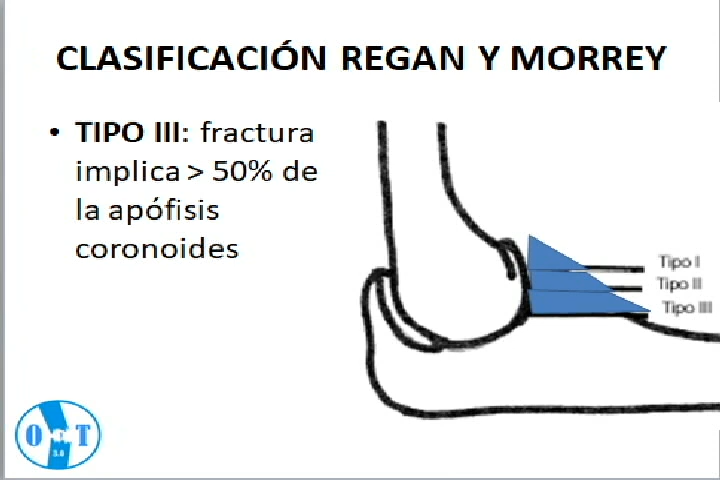 CLASIFICACIÓN REGAN Y MORREY
• TIPO III: fractura
implica > 50% de
la apófisis
coronoides
Tipo I
Tipo II
Tipo III